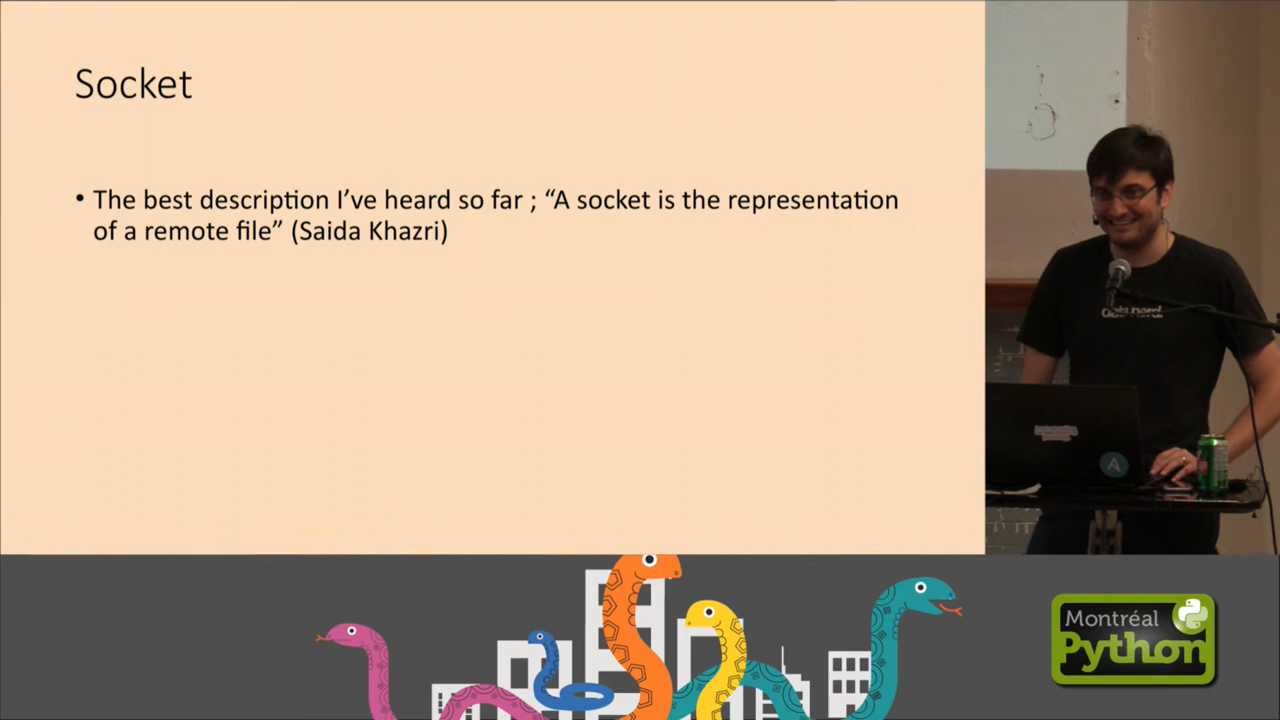 Socket
• The best description I've heard so far ; “A socket is the representation
of a remote file” (Saida Khazri)
Montréal
Python